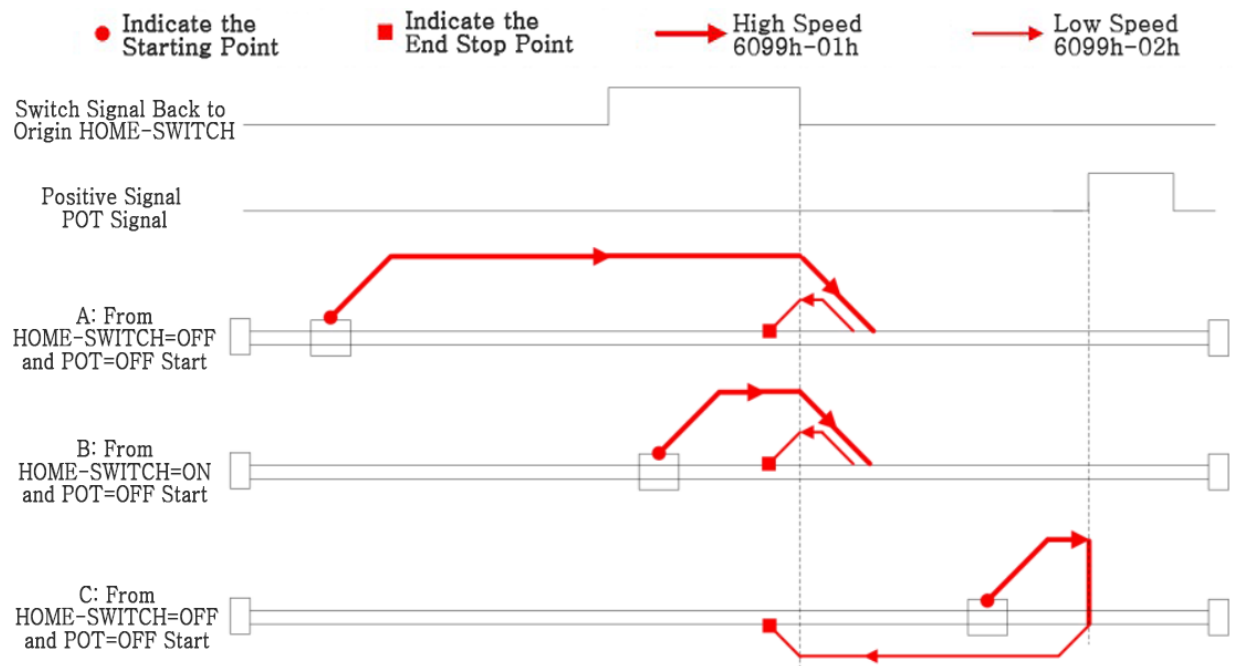 Indicate the
Starting Point
Indicate the
End Stop Point
High Speed
6099h-01h
Low Speed
6099h-02h
Switch Signal Back to
Origin HOME-SWITCH
Positive Signal
POT Signal
A: From
HOME-SWITCH=OFF
and POT=OFF Start
B: From
HOME-SWITCH=ON
and POT=OFF Start
C: From
HOME-SWITCH=OFF
and POT=OFF Start